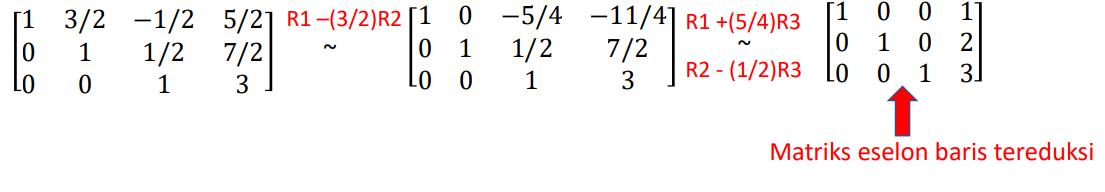 1 3/2 −1/2 5/2 R1 –(3/2)R2 1 0 −5/4 −11/4 R1 +(5/4)R3 1 0 0 1
0 1 1/2 7/2 ~ 0 1 1/2 7/2 ~ 0 1 0 2
0 0 1 3 0 0 1 3 R2 - (1/2)R3 0 0 1 3
Matriks eselon baris tereduksi